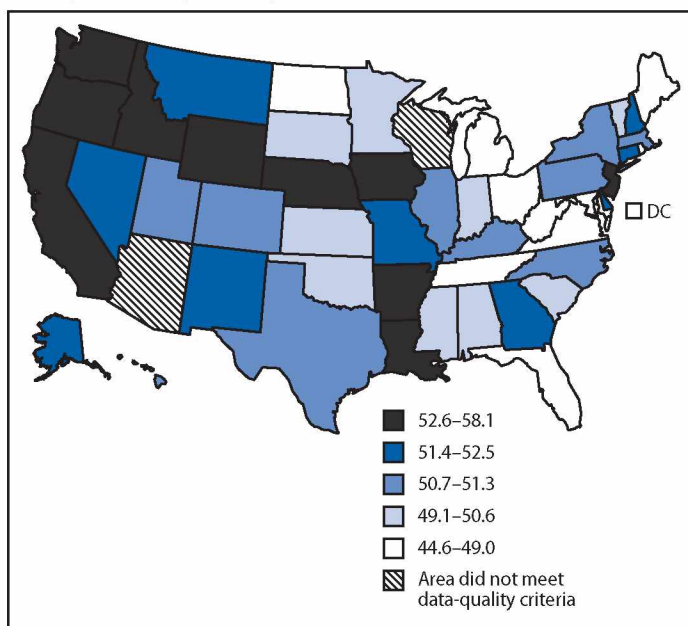 DC
52.6–58.1
51.4–52.5
50.7–51.3
49.1–50.6
44.6–49.0
Area did not meet
data-quality criteria